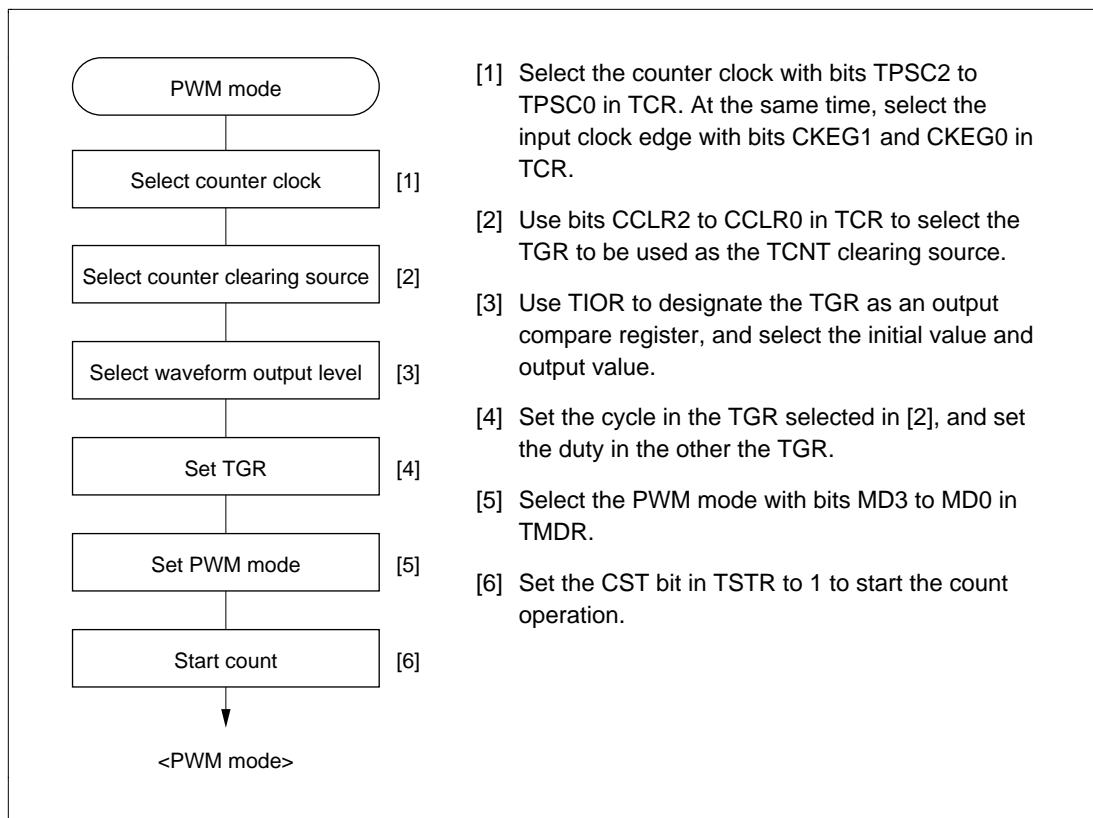 PWM mode
Select counter clock
[1]
Select counter clearing source
[2]
Select waveform output level
[3]
Set TGR
[4]
Set PWM mode
[5]
Start count
[6]
<PWM mode>
[1] Select the counter clock with bits TPSC2 to
TPSC0 in TCR. At the same time, select the
input clock edge with bits CKEG1 and CKEG0 in
TCR.
[2] Use bits CCLR2 to CCLR0 in TCR to select the
TGR to be used as the TCNT clearing source.
[3] Use TIOR to designate the TGR as an output
compare register, and select the initial value and
output value.
[4] Set the cycle in the TGR selected in [2], and set
the duty in the other the TGR.
[5] Select the PWM mode with bits MD3 to MD0 in
TMDR.
[6] Set the CST bit in TSTR to 1 to start the count
operation.